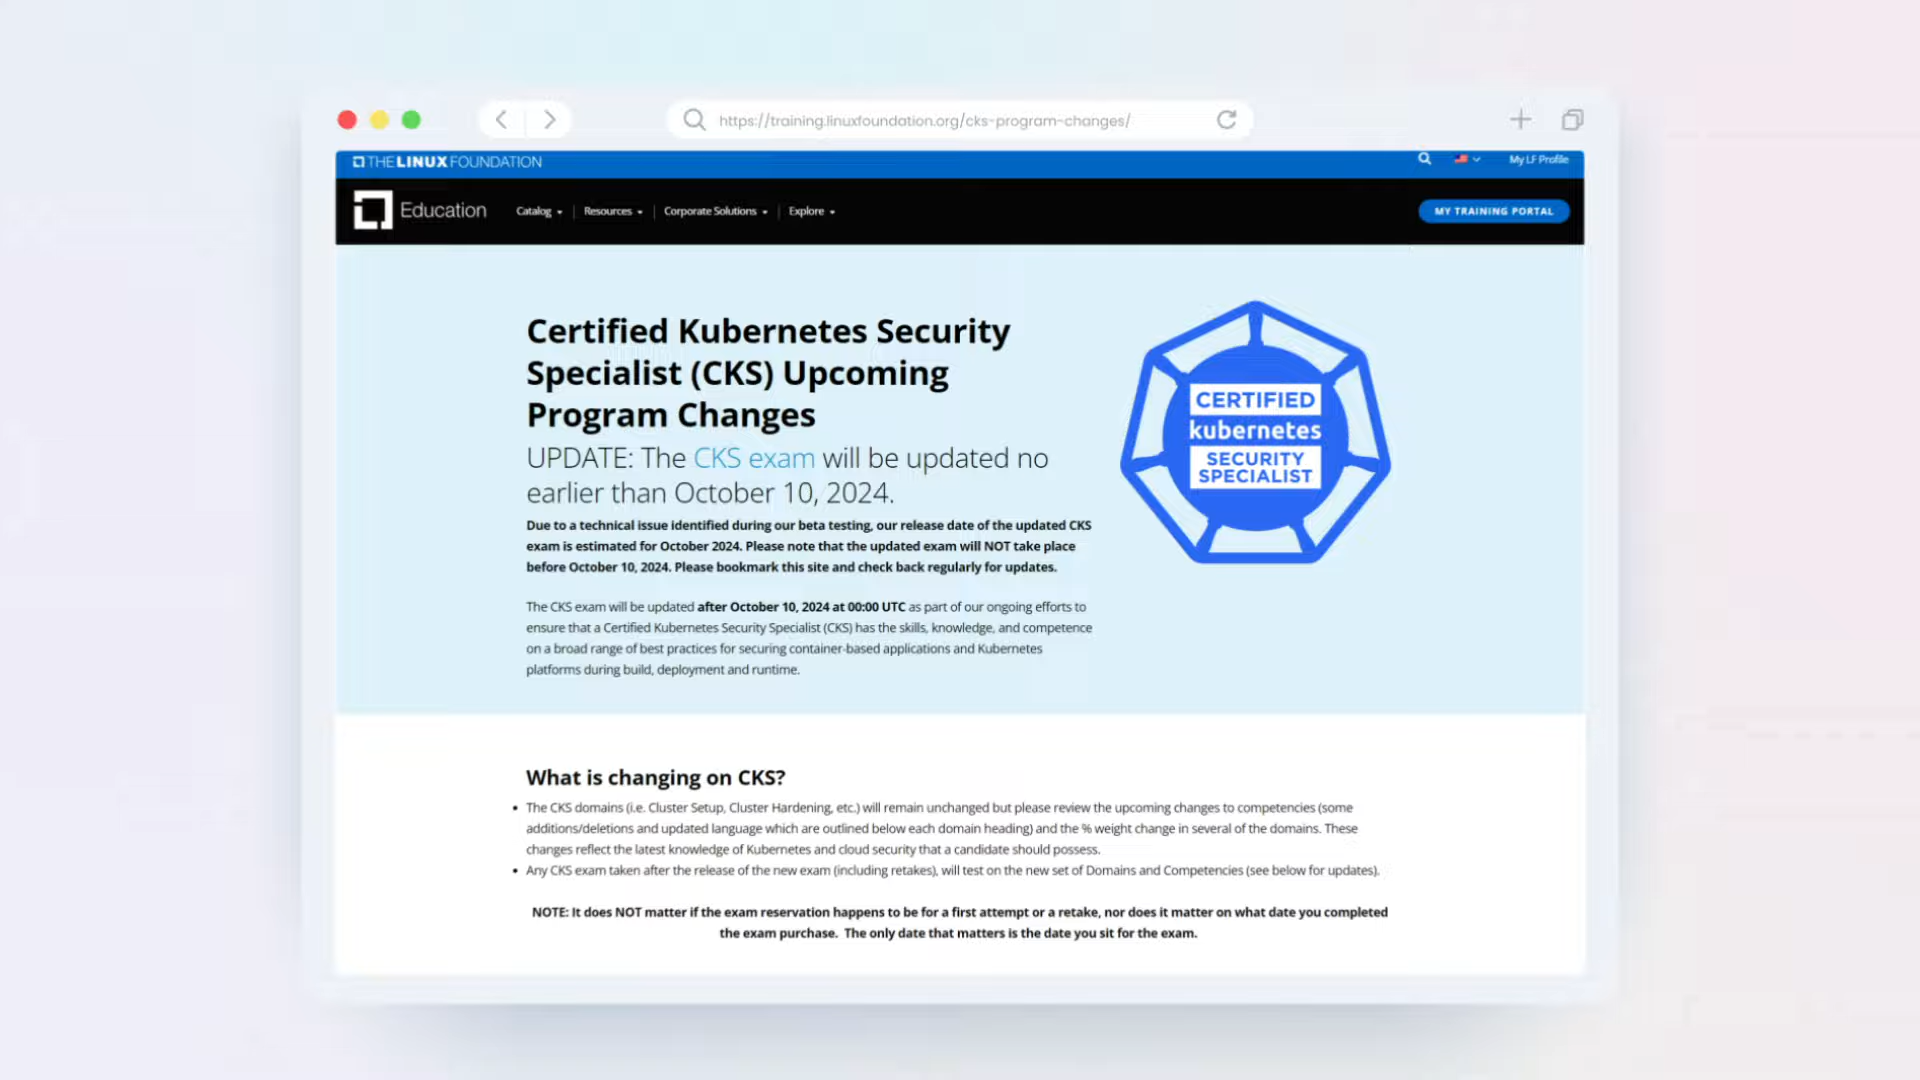 https://training.linuxfoundation.org/cks-program-changes/
THE LINUX FOUNDATION
My LF Profile
Education
Catalog
Resources
Corporate Solutions
Explore
MY TRAINING PORTAL
Certified Kubernetes Security
Specialist (CKS) Upcoming
Program Changes
UPDATE: The CKS exam will be updated no
earlier than October 10, 2024.
Due to a technical issue identified during our beta testing, our release date of the updated CKS
exam is estimated for October 2024. Please note that the updated exam will NOT take place
before October 10, 2024. Please bookmark this site and check back regularly for updates.
The CKS exam will be updated after October 10, 2024 at 00:00 UTC as part of our ongoing efforts to
ensure that a Certified Kubernetes Security Specialist (CKS) has the skills, knowledge, and competence
on a broad range of best practices for securing container-based applications and Kubernetes
platforms during build, deployment and runtime.
CERTIFIED
kubernetes
SECURITY
SPECIALIST
What is changing on CKS?
• The CKS domains (i.e. Cluster Setup, Cluster Hardening, etc.) will remain unchanged but please review the upcoming changes to competencies (some
additions/deletions and updated language which are outlined below each domain heading) and the % weight change in several of the domains. These
changes reflect the latest knowledge of Kubernetes and cloud security that a candidate should possess.
• Any CKS exam taken after the release of the new exam (including retakes), will test on the new set of Domains and Competencies (see below for updates).
NOTE: It does NOT matter if the exam reservation happens to be for a first attempt or a retake, nor does it matter on what date you completed
the exam purchase. The only date that matters is the date you sit for the exam.